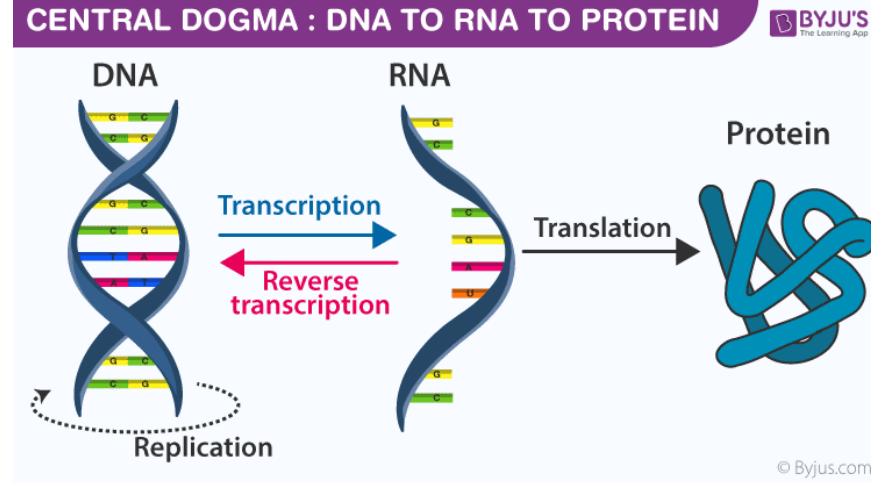 CENTRAL DOGMA : DNA TO RNA TO PROTEIN
BYJU'S
The Learning App
DNA
RNA
Protein
G C
C G
G C
C G
T A
A T
G C
C G
Transcription
Reverse
transcription
G
C
C
G
A
U
G
C
Translation
Replication
© Byjus.com